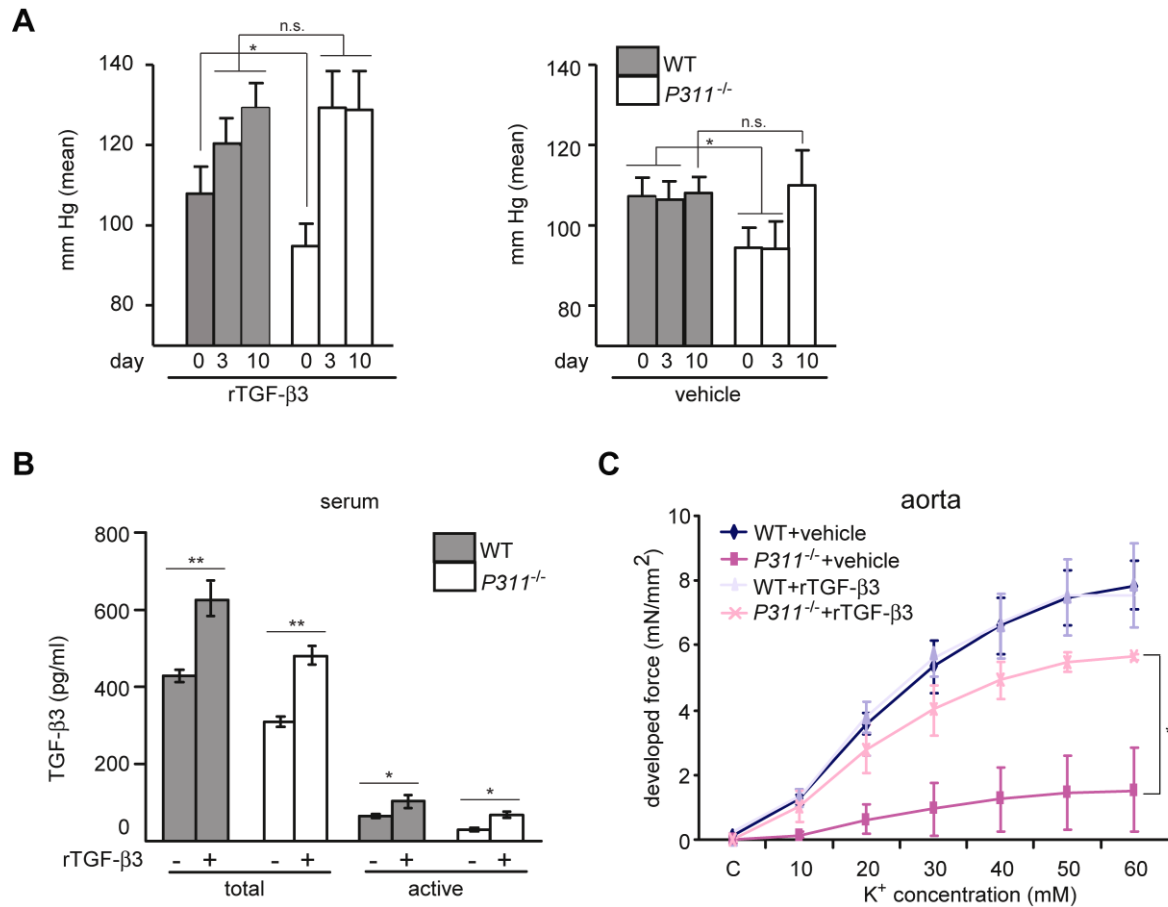 A
n.s.
*
140
120
100
80
mm Hg (mean)
WT
P311-/-
day 0 3 10 0 3 10
rTGF-β3
140
120
100
80
mm Hg (mean)
n.s.
*
day 0 3 10 0 3 10
vehicle
B
serum
WT
P311-/-
800
600
400
200
0
TGF-β3 (pg/ml)
**
**
*
*
rTGF-β3 - + - + - + - +
total active
C
aorta
WT+vehicle
P311-/-+vehicle
WT+rTGF-β3
P311-/-+rTGF-β3
10
8
6
4
2
0
developed force (mN/mm2)
*
C 10 20 30 40 50 60
K+ concentration (mM)